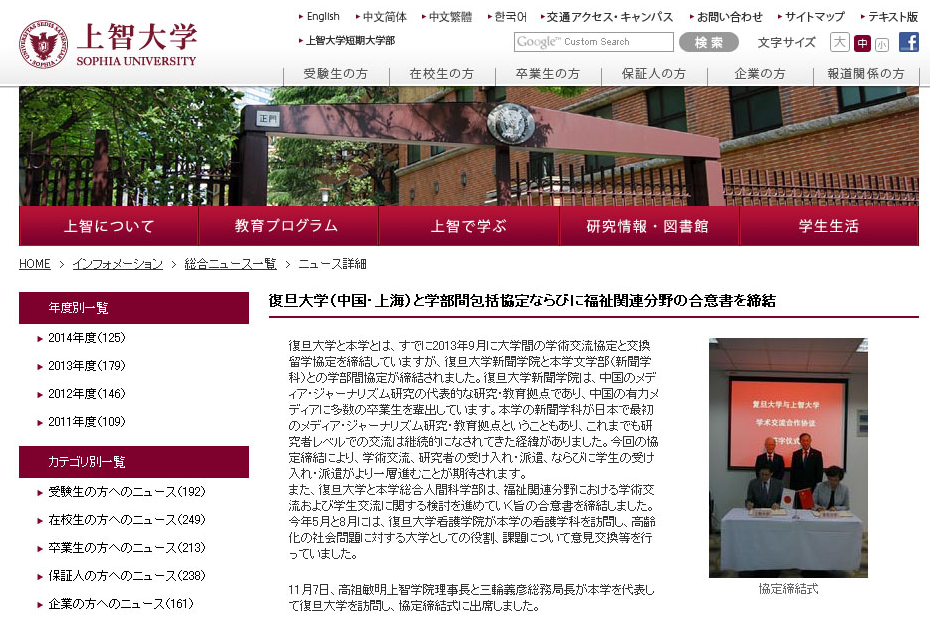 English 中文简体 中文繁體 한국어 交通アクセス・キャンパス お問い合わせ サイトマップ テキスト版
上智大学短期大学部
Google™ Custom Search 検索 文字サイズ 大 中 小
上智大学
SOPHIA UNIVERSITY
受験生の方 在校生の方 卒業生の方 保証人の方 企業の方 報道関係の方
正門
上智について 教育プログラム 上智で学ぶ 研究情報・図書館 学生生活
HOME > インフォメーション > 総合ニュース一覧 > ニュース詳細
年度別一覧
2014年度(125)
2013年度(179)
2012年度(146)
2011年度(109)
カテゴリ別一覧
受験生の方へのニュース(192)
在校生の方へのニュース(249)
卒業生の方へのニュース(213)
保証人の方へのニュース(238)
企業の方へのニュース(161)
復旦大学(中国・上海)と学部間包括協定ならびに福祉関連分野の合意書を締結
復旦大学と本学とは、すでに2013年9月に大学間の学術交流協定と交換
留学協定を締結していますが、復旦大学新聞学院と本学文学部(新聞学
科)との学部間協定が締結されました。復旦大学新聞学院は、中国のメデ
ィア・ジャーナリズム研究の代表的な研究・教育拠点であり、中国の有力メ
ディアに多数の卒業生を輩出しています。本学の新聞学科が日本で最初
のメディア・ジャーナリズム研究・教育拠点ということもあり、これまでも研
究者レベルでの交流は継続的になされてきた経緯がありました。今回の協
定締結により、学術交流、研究者の受け入れ・派遣、ならびに学生の受け
入れ・派遣がより一層進むことが期待されます。
また、復旦大学と本学総合人間科学部は、福祉関連分野における学術交
流および学生交流に関する検討を進めていく旨の合意書を締結しました。
今年5月と8月には、復旦大学看護学院が本学の看護学科を訪問し、高齢
化の社会問題に対する大学としての役割、課題について意見交換等を行
っていました。
11月7日、高祖敏明上智学院理事長と三輪義彦総務局長が本学を代表し
て復旦大学を訪問し、協定締結式に出席しました。
复旦大学与上智大学
学术交流合作协议
字仪式
協定締結式